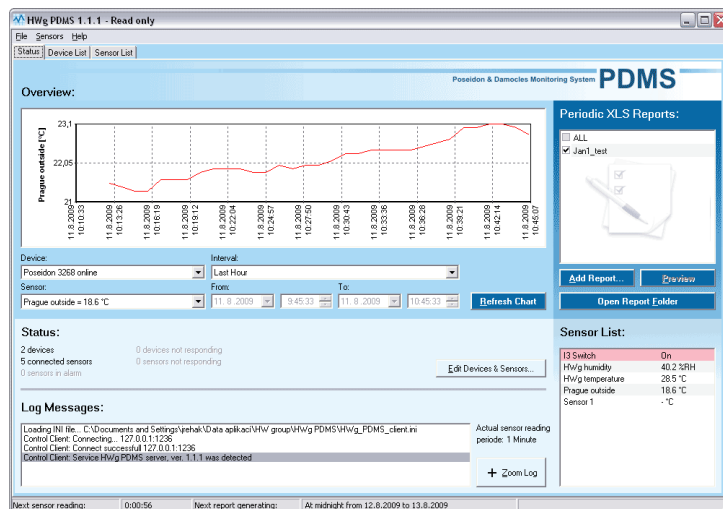 HWg PDMS 1.1.1 - Read only
File Sensors Help
Status Device List Sensor List
Poseidon & Damocles Monitoring System PDMS
Overview:
Prague outside [°C]
23,1
22,05
21
11.8.2009 10:10:33
11.8.2009 10:13:26
11.8.2009 10:16:19
11.8.2009 10:19:12
11.8.2009 10:22:04
11.8.2009 10:24:57
11.8.2009 10:27:50
11.8.2009 10:30:43
11.8.2009 10:33:36
11.8.2009 10:36:28
11.8.2009 10:39:21
11.8.2009 10:42:14
11.8.2009 10:45:07
Device:
Poseidon 3268 online
Interval:
Last Hour
Sensor:
Prague outside = 18.6 °C
From:
11. 8. 2009 9:45:33
To:
11. 8. 2009 10:45:33
Refresh Chart
Periodic XLS Reports:
ALL
Jan1_test
Add Report... Preview
Open Report Folder
Status:
2 devices 0 devices not responding
5 connected sensors 0 sensors not responding
0 sensors in alarm
Edit Devices & Sensors...
Sensor List:
I3 Switch On
HWg humidity 40.2 %RH
HWg temperature 28.5 °C
Prague outside 18.6 °C
Sensor 1 - °C
Log Messages:
Loading INI file... C:\Documents and Settings\rehak\Data aplikací\HW group\HWg PDMS\HWg_PDMS_client.ini
Control Client: Connecting... 127.0.0.1:1236
Control Client: Connect successfull 127.0.0.1:1236
Control Client: Service HWg PDMS server, ver. 1.1.1 was detected
Actual sensor reading
periode: 1 Minute
+ Zoom Log
Next sensor reading: 0:00:56 Next report generating: At midnight from 12.8.2009 to 13.8.2009